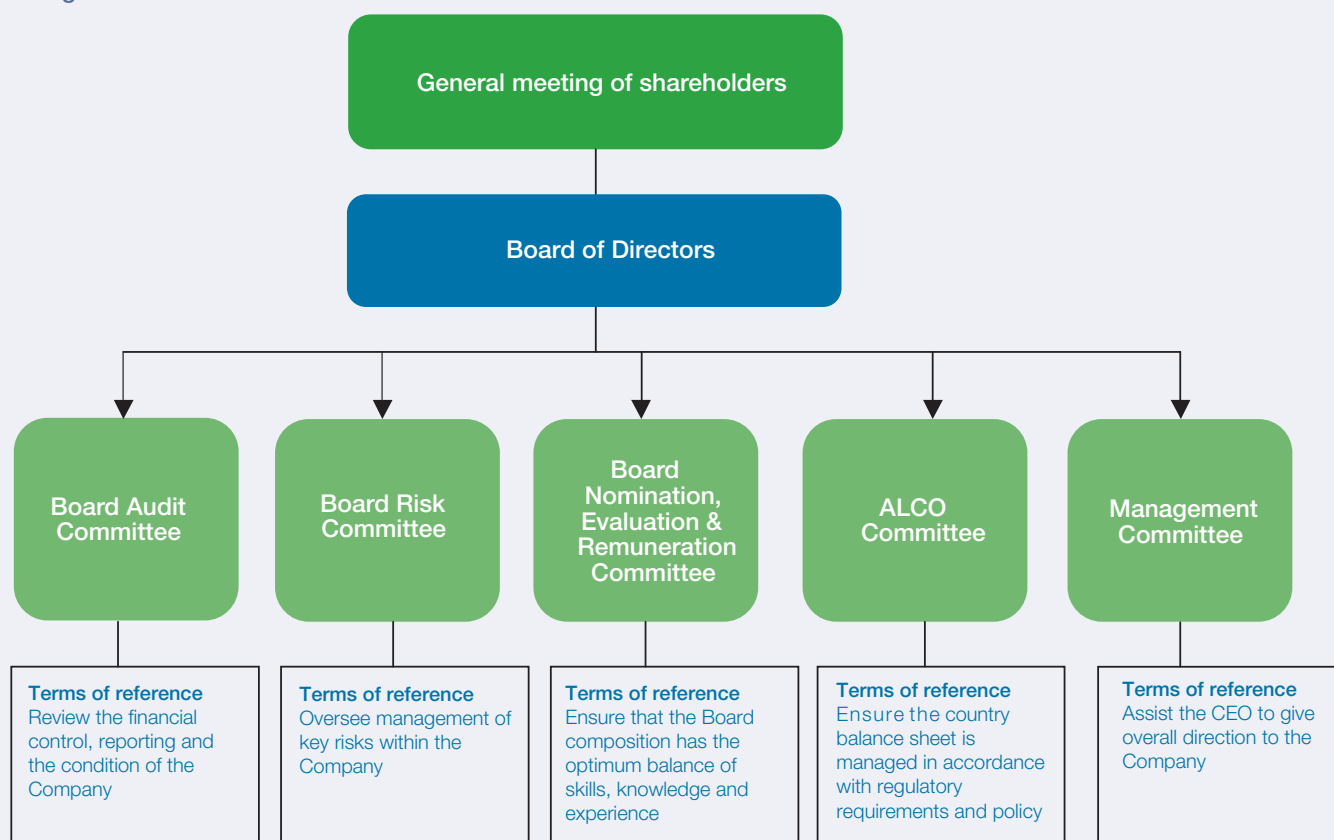 General meeting of shareholders
Board of Directors
Board Audit
Committee
Board Risk
Committee
Board
Nomination,
Evaluation &
Remuneration
Committee
ALCO
Committee
Management
Committee
Terms of reference
Review the financial
control, reporting and
the condition of the
Company
Terms of reference
Oversee management of
key risks within the
Company
Terms of reference
Ensure that the Board
composition has the
optimum balance of
skills, knowledge and
experience
Terms of reference
Ensure the country
balance sheet is
managed in accordance
with regulatory
requirements and policy
Terms of reference
Assist the CEO to give
overall direction to the
Company